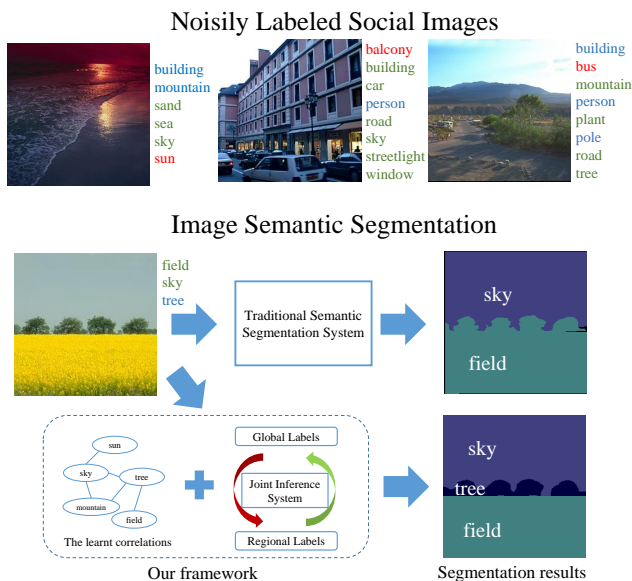 Noisily Labeled Social Images
building
mountain
sand
sea
sky
sun
balcony
building
car
person
road
sky
streetlight
window
building
bus
mountain
person
plant
pole
road
tree
Image Semantic Segmentation
field
sky
tree
Traditional Semantic
Segmentation System
sky
field
sun
sky
tree
mountain
field
The learnt correlations
Global Labels
Joint Inference
System
Regional Labels
sky
tree
field
Our framework
Segmentation results